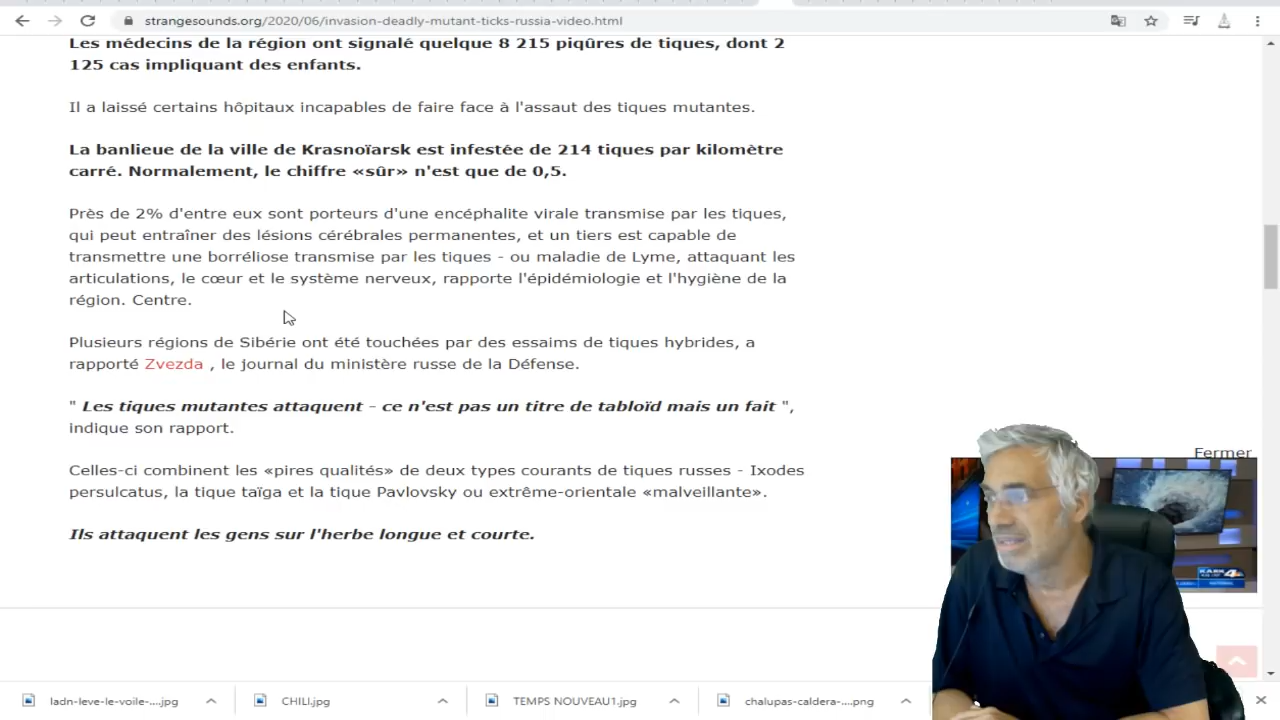 strangesounds.org/2020/06/invasion-deadly-mutant-ticks-russia-video.html
Les médecins de la région ont signalé quelque 8 215 piqûres de tiques, dont 2
125 cas impliquant des enfants.
Il a laissé certains hôpitaux incapables de faire face à l'assaut des tiques mutantes.
La banlieue de la ville de Krasnoïarsk est infestée de 214 tiques par kilomètre
carré. Normalement, le chiffre «sûr» n'est que de 0,5.
Près de 2% d'entre eux sont porteurs d'une encéphalite virale transmise par les tiques,
qui peut entraîner des lésions cérébrales permanentes, et un tiers est capable de
transmettre une borréliose transmise par les tiques - ou maladie de Lyme, attaquant les
articulations, le cœur et le système nerveux, rapporte l'épidémiologie et l'hygiène de la
région. Centre.
Plusieurs régions de Sibérie ont été touchées par des essaims de tiques hybrides, a
rapporté Zvezda , le journal du ministère russe de la Défense.
" Les tiques mutantes attaquent - ce n'est pas un titre de tabloïd mais un fait ",
indique son rapport.
Celles-ci combinent les «pires qualités» de deux types courants de tiques russes - Ixodes
persulcatus, la tique taïga et la tique Pavlovsky ou extrême-orientale «malveillante».
Ils attaquent les gens sur l'herbe longue et courte.
Fermer
ladn-leve-le-voile-....jpg
CHILI.jpg
TEMPS NOUVEAU1.jpg
chalupas-caldera-....png